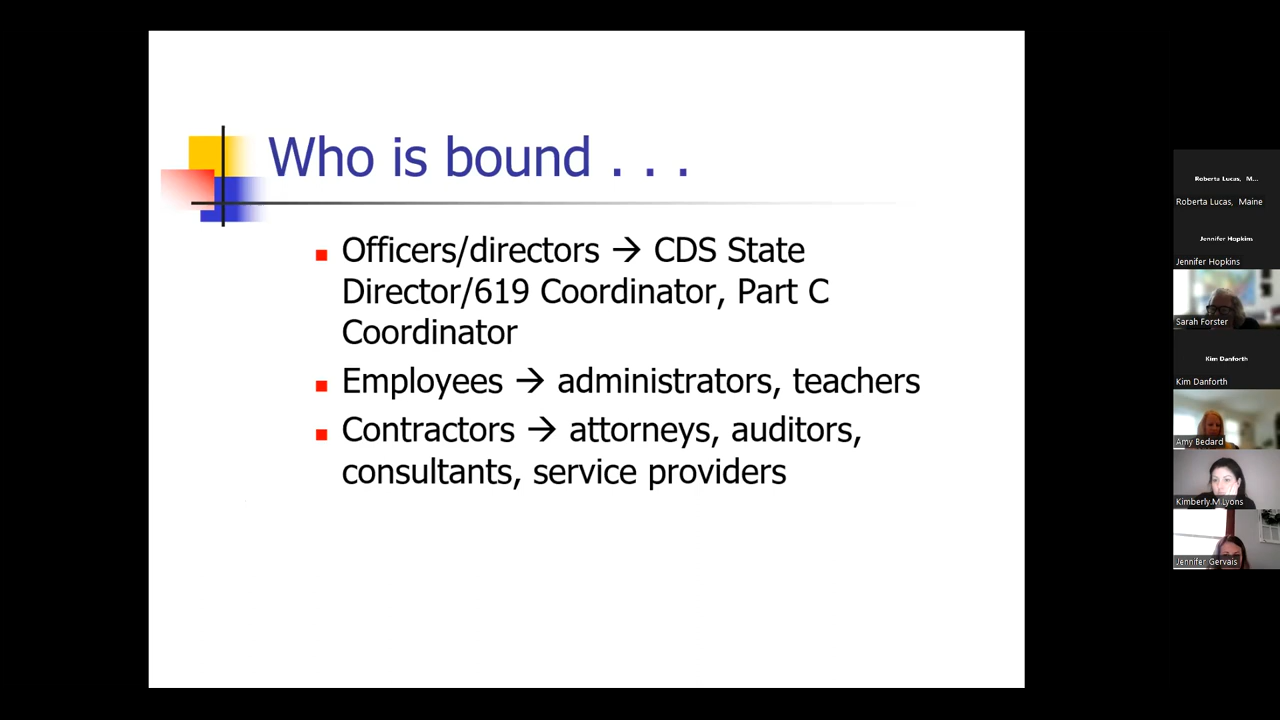 Who is bound . . .
Officers/directors → CDS State
Director/619 Coordinator, Part C
Coordinator
Employees → administrators, teachers
Contractors → attorneys, auditors,
consultants, service providers
Roberta Lucas, M...
Roberta Lucas, Maine
Jennifer Hopkins
Jennifer Hopkins
Sarah Forster
Kim Danforth
Kim Danforth
Amy Bedard
Kimberly.M.Lyons
Jennifer Gervais